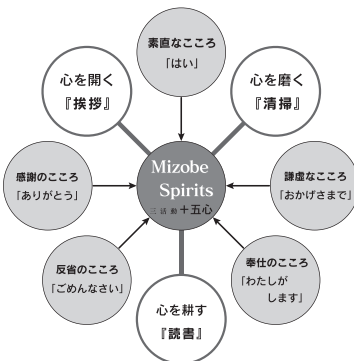 素直なこころ
「はい」
心を開く
『挨拶』
心を磨く
『清掃』
感謝のこころ
「ありがとう」
Mizobe
Spirits
三活動＋五心
謙虚なこころ
「おかげさまで」
反省のこころ
「ごめんなさい」
奉仕のこころ
「わたしが
します」
心を耕す
『読書』